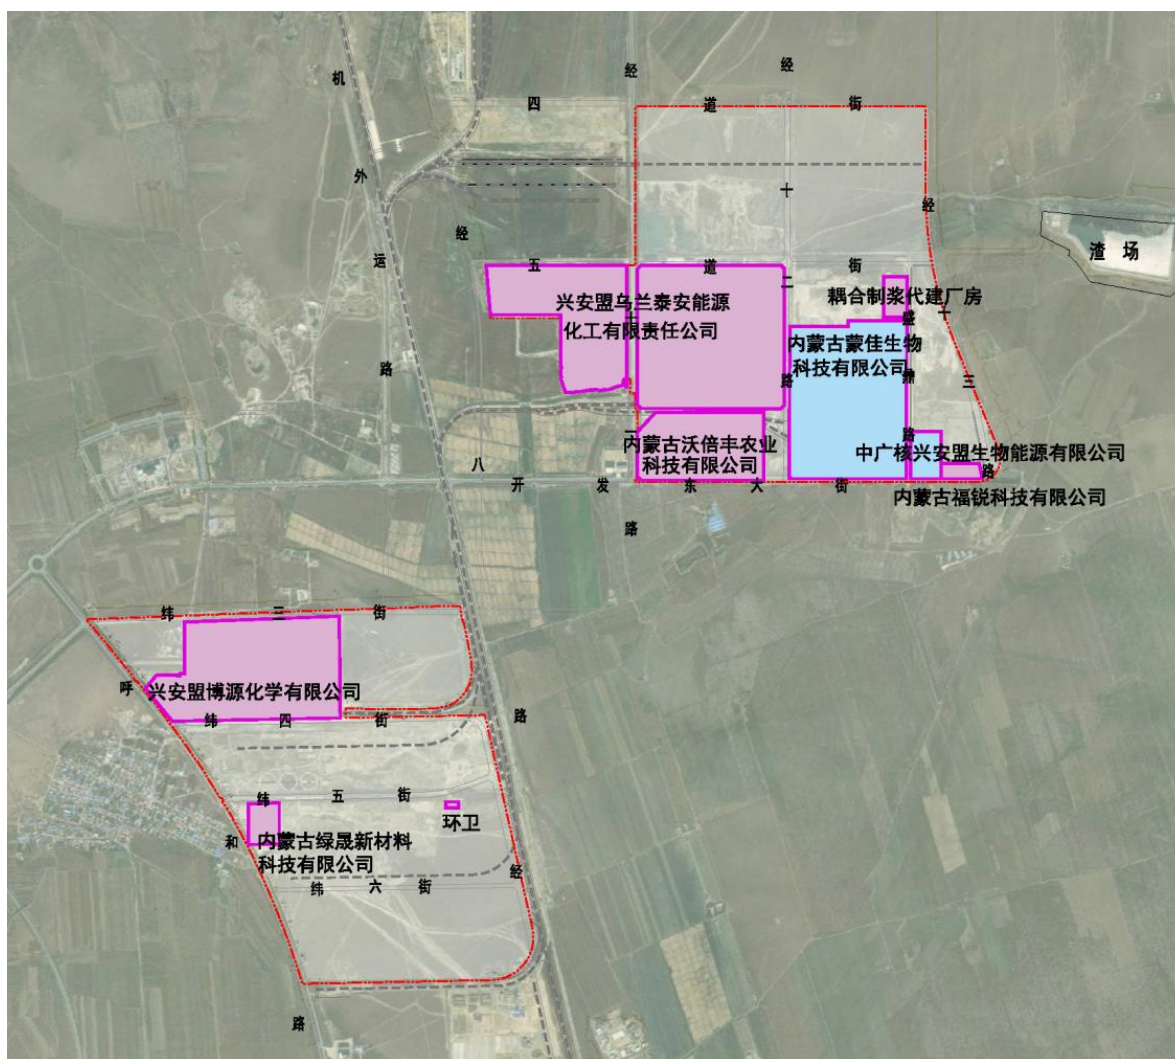 机外运路
四道街
经十一路
经十二路
经十三路
渣 场
经八路
五道街
兴安盟乌兰泰安能源
化工有限责任公司
耦合制浆代建厂房
盛鼎路
内蒙古蒙佳生物
科技有限公司
内蒙古沃倍丰农业
科技有限公司
中广核兴安盟生物能源有限公司
开发东大街
内蒙古福锐科技有限公司
纬三街
呼和路
兴安盟博源化学有限公司
纬四街
纬五街
环卫
内蒙古绿晟新材料
科技有限公司
经
纬六街